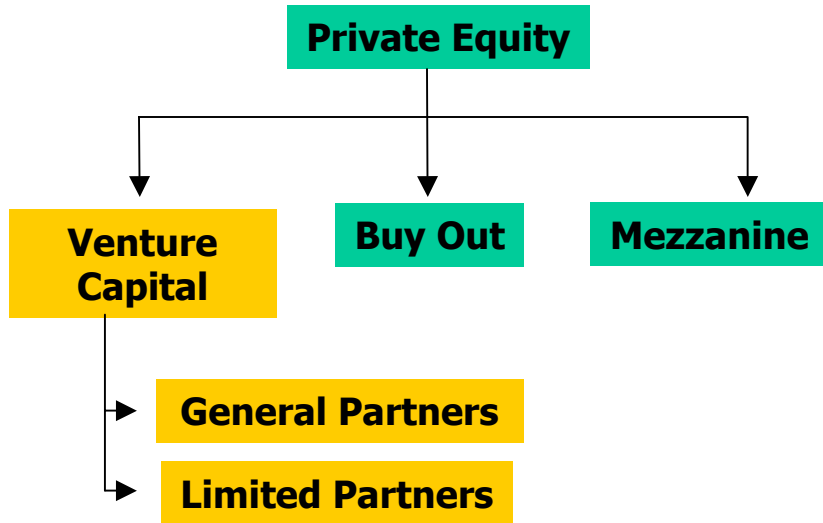 Private Equity
Venture
Capital
Buy Out
Mezzanine
General Partners
Limited Partners